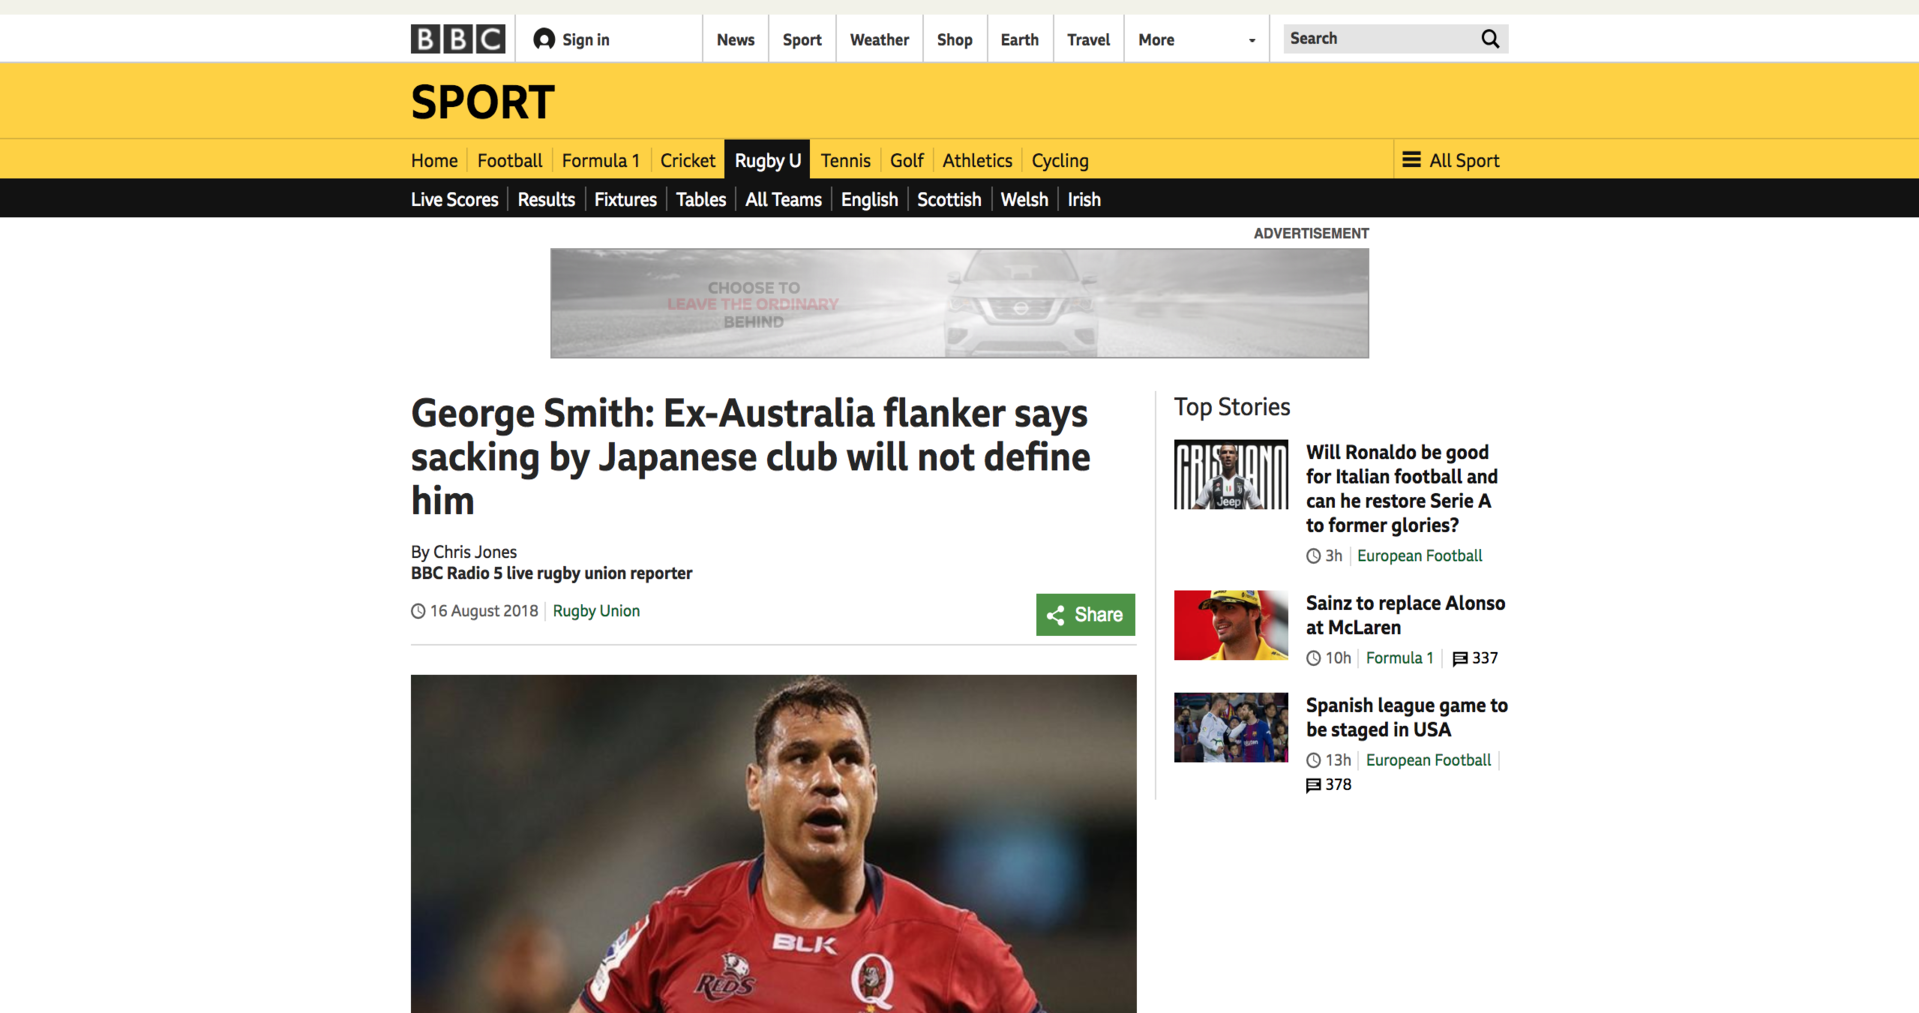 BBC
Sign in
News
Sport
Weather
Shop
Earth
Travel
More
Search
SPORT
Home
Football
Formula 1
Cricket
Rugby U
Tennis
Golf
Athletics
Cycling
All Sport
Live Scores
Results
Fixtures
Tables
All Teams
English
Scottish
Welsh
Irish
ADVERTISEMENT
CHOOSE TO
LEAVE THE ORDINARY
BEHIND
George Smith: Ex-Australia flanker says
sacking by Japanese club will not define
him
By Chris Jones
BBC Radio 5 live rugby union reporter
16 August 2018
Rugby Union
Share
BLK
REDS
Q
Top Stories
CRISTIANO
Jeep
Will Ronaldo be good
for Italian football and
can he restore Serie A
to former glories?
3h
European Football
Sainz to replace Alonso
at McLaren
10h
Formula 1
337
Spanish league game to
be staged in USA
13h
European Football
378